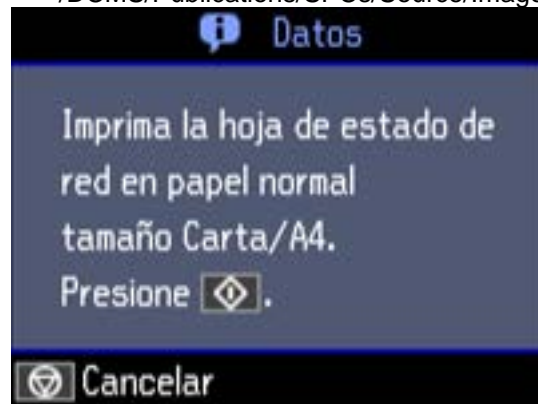 Datos
Imprima la hoja de estado de
red en papel normal
tamaño Carta/A4.
Presione .
Cancelar